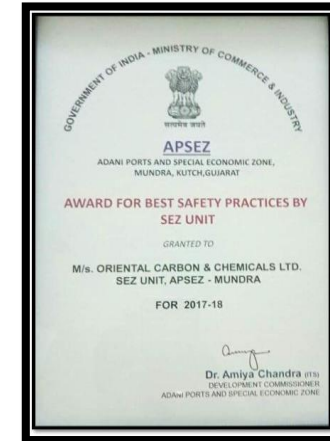 GOVERNMENT OF INDIA - MINISTRY OF COMMERCE & INDUSTRY
सत्यमेव जयते
APSEZ
ADANI PORTS AND SPECIAL ECONOMIC ZONE,
MUNDRA, KUTCH,GUJARAT
AWARD FOR BEST SAFETY PRACTICES BY
SEZ UNIT
GRANTED TO
M/s. ORIENTAL CARBON & CHEMICALS LTD.
SEZ UNIT, APSEZ - MUNDRA
FOR 2017-18
Dr. Amiya Chandra (ITS)
DEVELOPMENT COMMISSIONER
ADANI PORTS AND SPECIAL ECONOMIC ZONE